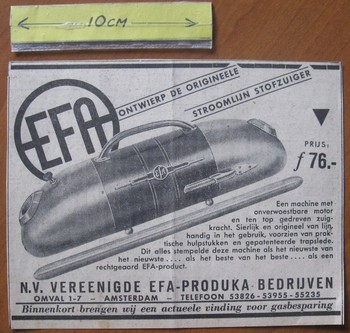 10CM
EFA
ONTWIERP DE ORIGINEELE
STROOMLIJN STOFZUIGER
PRIJS:
f 76.-
EFA
Een machine met
onverwoestbare motor
en ten top gedreven zuig-
kracht. Sierlijk en origineel van lijn,
handig in het gebruik, voorzien van prak-
tische hulpstukken en gepatenteerde trapslede.
Dit alles stempelde deze machine als het nieuwste
van het nieuwste .... als het beste van het beste .... als een
rechtgeaard EFA-product.
N.V. VEREENIGDE EFA-PRODUKA BEDRIJVEN
OMVAL 1-7 - AMSTERDAM - TELEFOON 53826-53955-55235
Binnenkort brengen wij een actueele vinding voor gasbesparing